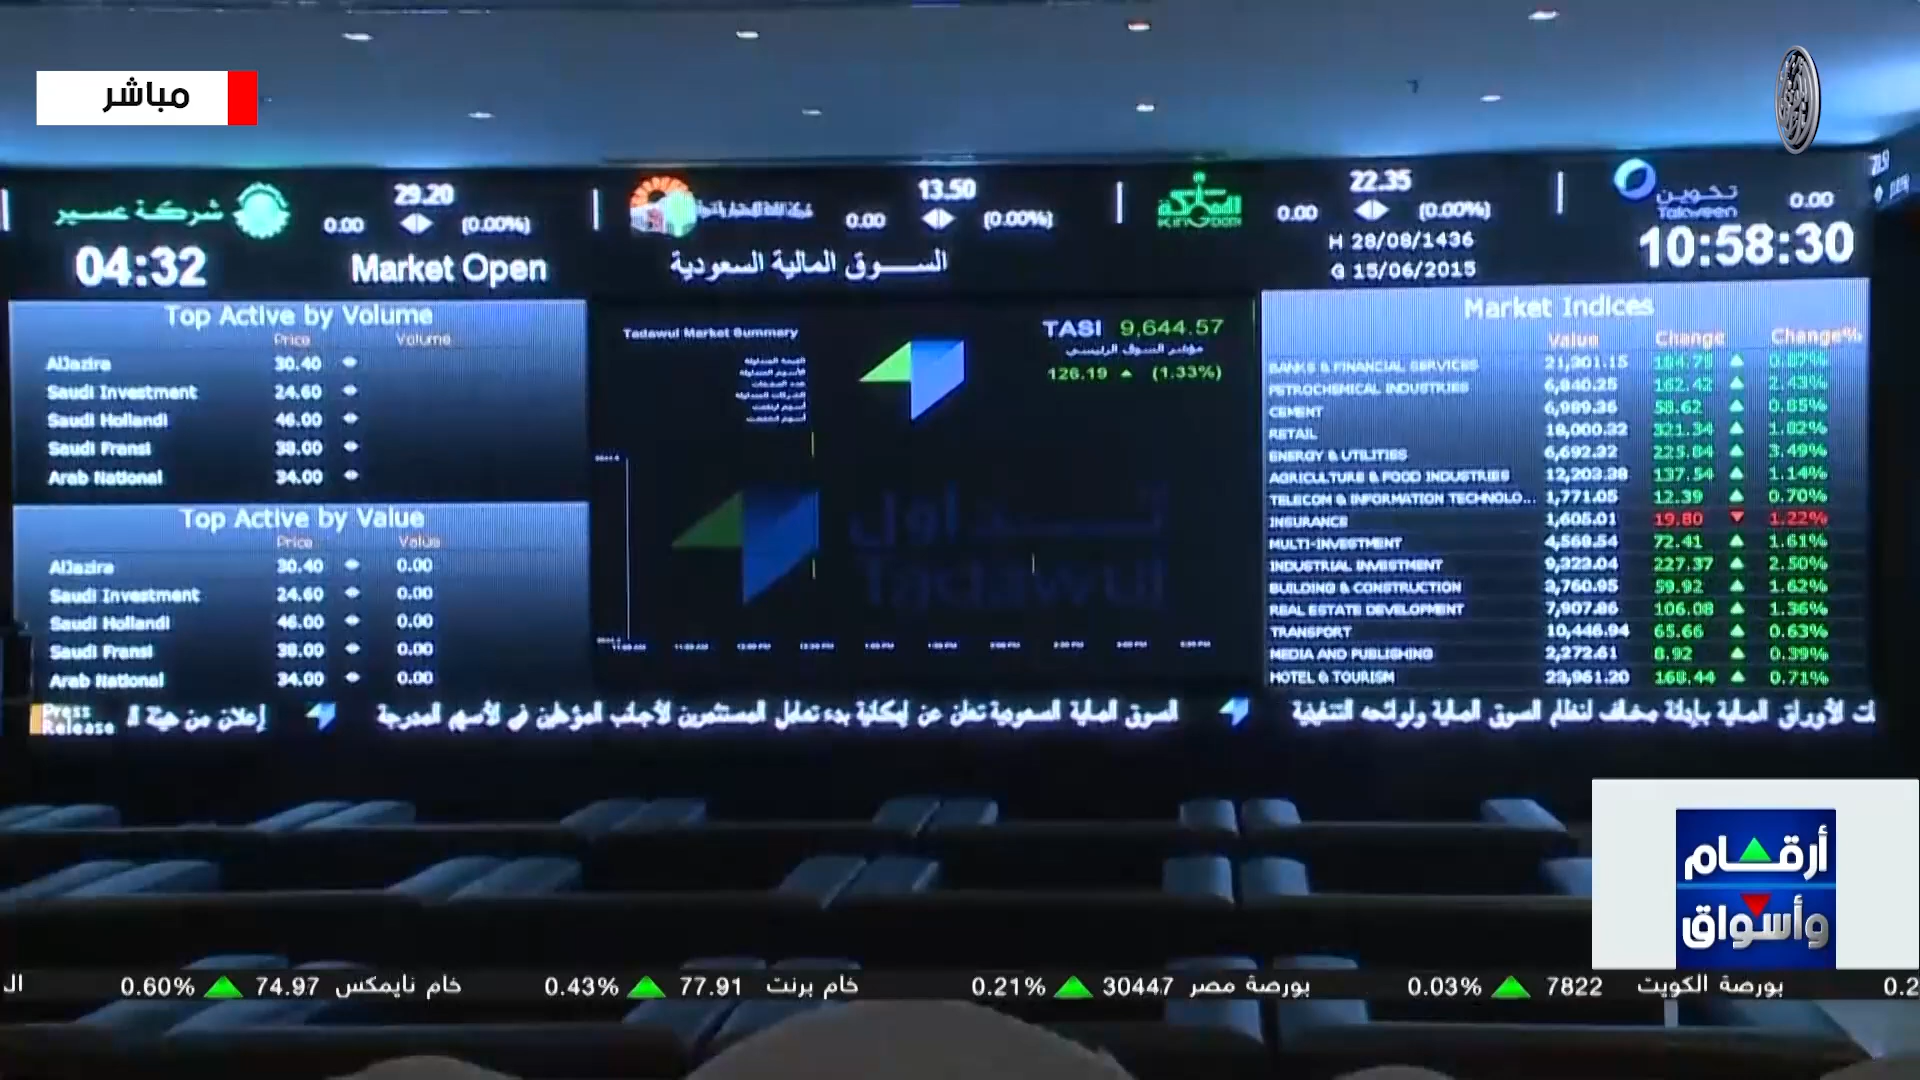 مباشر
شركة عسير
29.20
0.00
(0.00%)
13.50
0.00
(0.00%)
المملكة
KINGDOM
22.35
0.00
(0.00%)
تكوين
Takween
0.00
04:32
Market Open
السوق المالية السعودية
H 28/08/1436
G 15/06/2015
10:58:30
Top Active by Volume
Price Volume
AlJazira 30.40
Saudi Investment 24.60
Saudi Hollandi 46.00
Saudi Fransi 38.00
Arab National 34.00
Top Active by Value
Price Value
AlJazira 30.40 0.00
Saudi Investment 24.60 0.00
Saudi Hollandi 46.00 0.00
Saudi Fransi 38.00 0.00
Arab National 34.00 0.00
Tadawul Market Summary
TASI 9,644.57
مؤشر السوق الرئيسي
126.19 ▲ (1.33%)
تداول
Tadawul
Market Indices
Value Change Change%
BANKS & FINANCIAL SERVICES 21,301.15 184.79 ▲ 0.87%
PETROCHEMICAL INDUSTRIES 6,840.25 162.42 ▲ 2.43%
CEMENT 6,989.36 58.62 ▲ 0.85%
RETAIL 18,000.32 321.34 ▲ 1.82%
ENERGY & UTILITIES 6,692.32 225.84 ▲ 3.49%
AGRICULTURE & FOOD INDUSTRIES 12,203.38 137.54 ▲ 1.14%
TELECOM & INFORMATION TECHNOLO... 1,771.05 12.39 ▲ 0.70%
INSURANCE 1,605.01 19.80 ▼ 1.22%
MULTI-INVESTMENT 4,568.54 72.41 ▲ 1.61%
INDUSTRIAL INVESTMENT 9,323.04 227.37 ▲ 2.50%
BUILDING & CONSTRUCTION 3,760.95 59.92 ▲ 1.62%
REAL ESTATE DEVELOPMENT 7,907.86 106.08 ▲ 1.36%
TRANSPORT 10,446.94 65.66 ▲ 0.63%
MEDIA AND PUBLISHING 2,272.61 8.92 ▲ 0.39%
HOTEL & TOURISM 23,961.20 168.44 ▲ 0.71%
ات الأوراق المالية بإدانة مخالف لنظام السوق المالية ولوائحه التنفيذية
السوق المالية السعودية تعلن عن إمكانية بدء تعامل المستثمرين الأجانب المؤهلين في الأسهم المدرجة
إعلان من هيئة ال
Press Release
أرقام
وأسواق
0.2
بورصة الكويت 7822 ▲ 0.03%
بورصة مصر 30447 ▲ 0.21%
خام برنت 77.91 ▲ 0.43%
خام نايمكس 74.97 ▲ 0.60%
ال